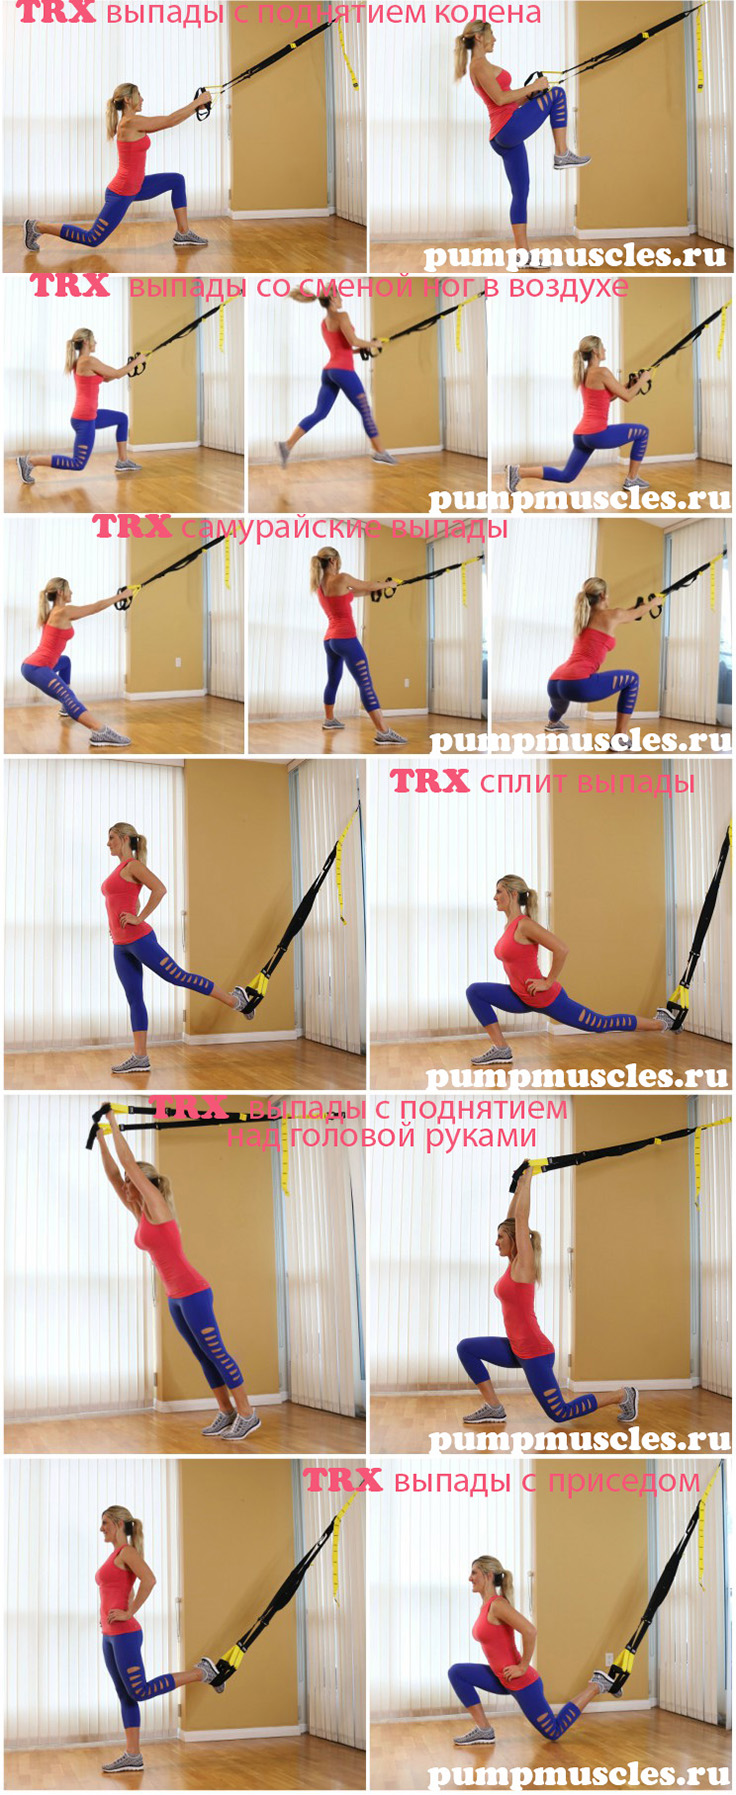 TRX выпады с поднятием колена
pumpmuscles.ru
TRX выпады со сменой ног в воздухе
pumpmuscles.ru
TRX самурайские выпады
pumpmuscles.ru
TRX сплит выпады
pumpmuscles.ru
TRX выпады с поднятием
над головой руками
pumpmuscles.ru
TRX выпады с приседом
pumpmuscles.ru